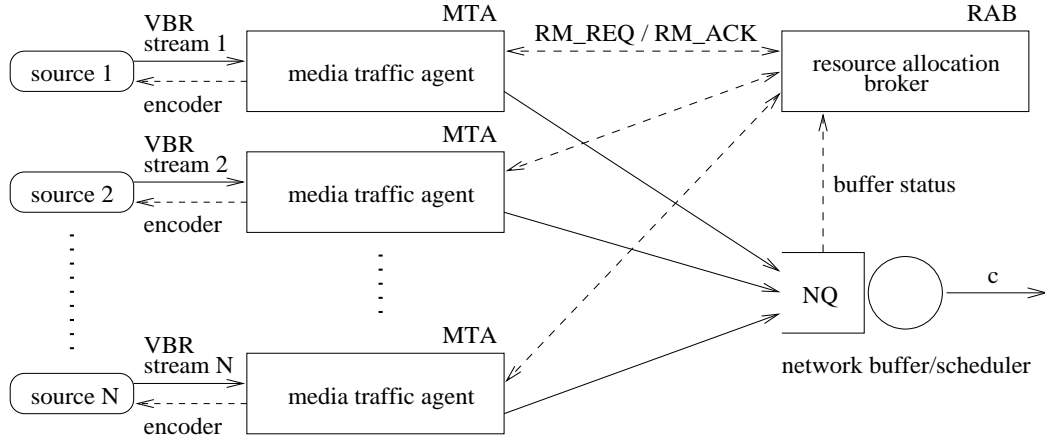 MTA
RAB
VBR
stream 1
RM_REQ / RM_ACK
source 1
media traffic agent
resource allocation
broker
encoder
MTA
VBR
stream 2
source 2
media traffic agent
buffer status
encoder
NQ
c
MTA
VBR
stream N
network buffer/scheduler
source N
media traffic agent
encoder